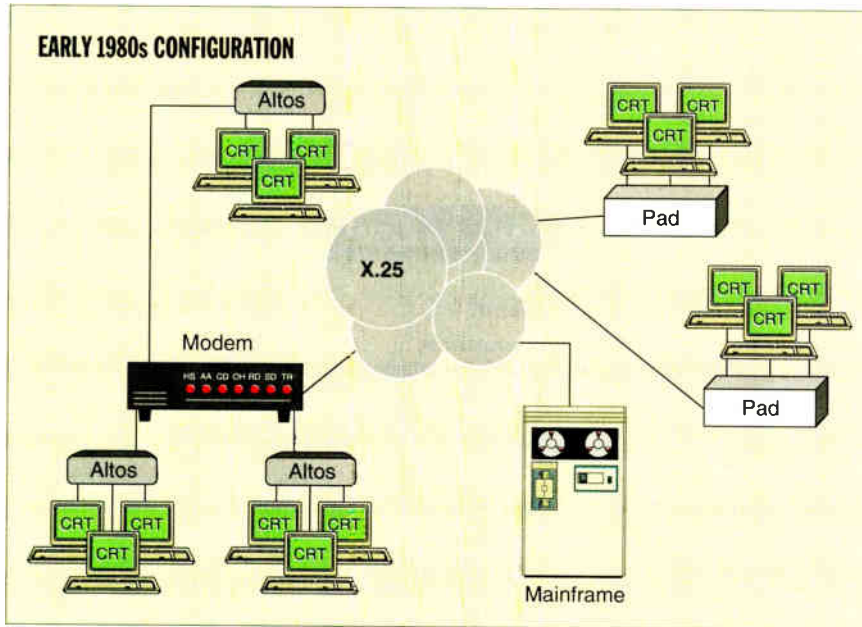 EARLY 1980s CONFIGURATION
Altos
CRT CRT
CRT
CRT CRT
CRT
Pad
X.25
CRT CRT
CRT
Pad
Modem
HS AA CD OH RD SD TR
Altos
Altos
CRT CRT
CRT
CRT CRT
CRT
Mainframe